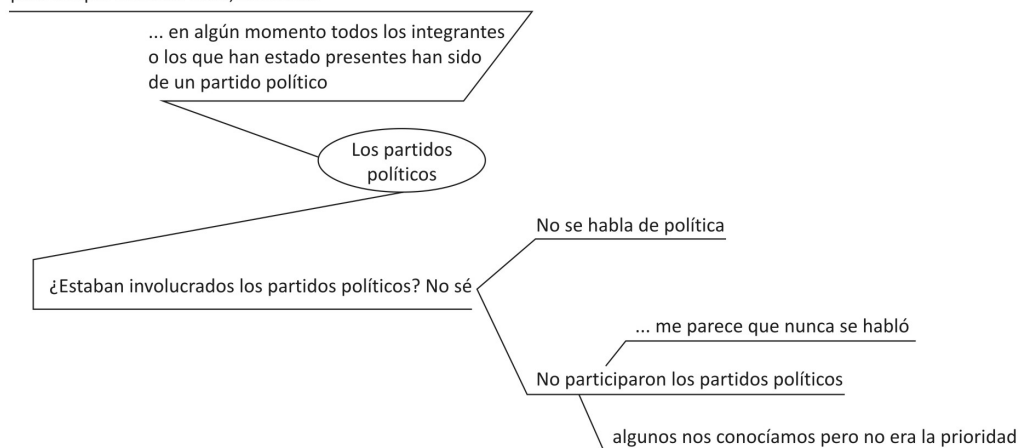 ... en algún momento todos los integrantes
o los que han estado presentes han sido
de un partido político
Los partidos
políticos
No se habla de política
¿Estaban involucrados los partidos políticos? No sé
... me parece que nunca se habló
No participaron los partidos políticos
algunos nos conocíamos pero no era la prioridad